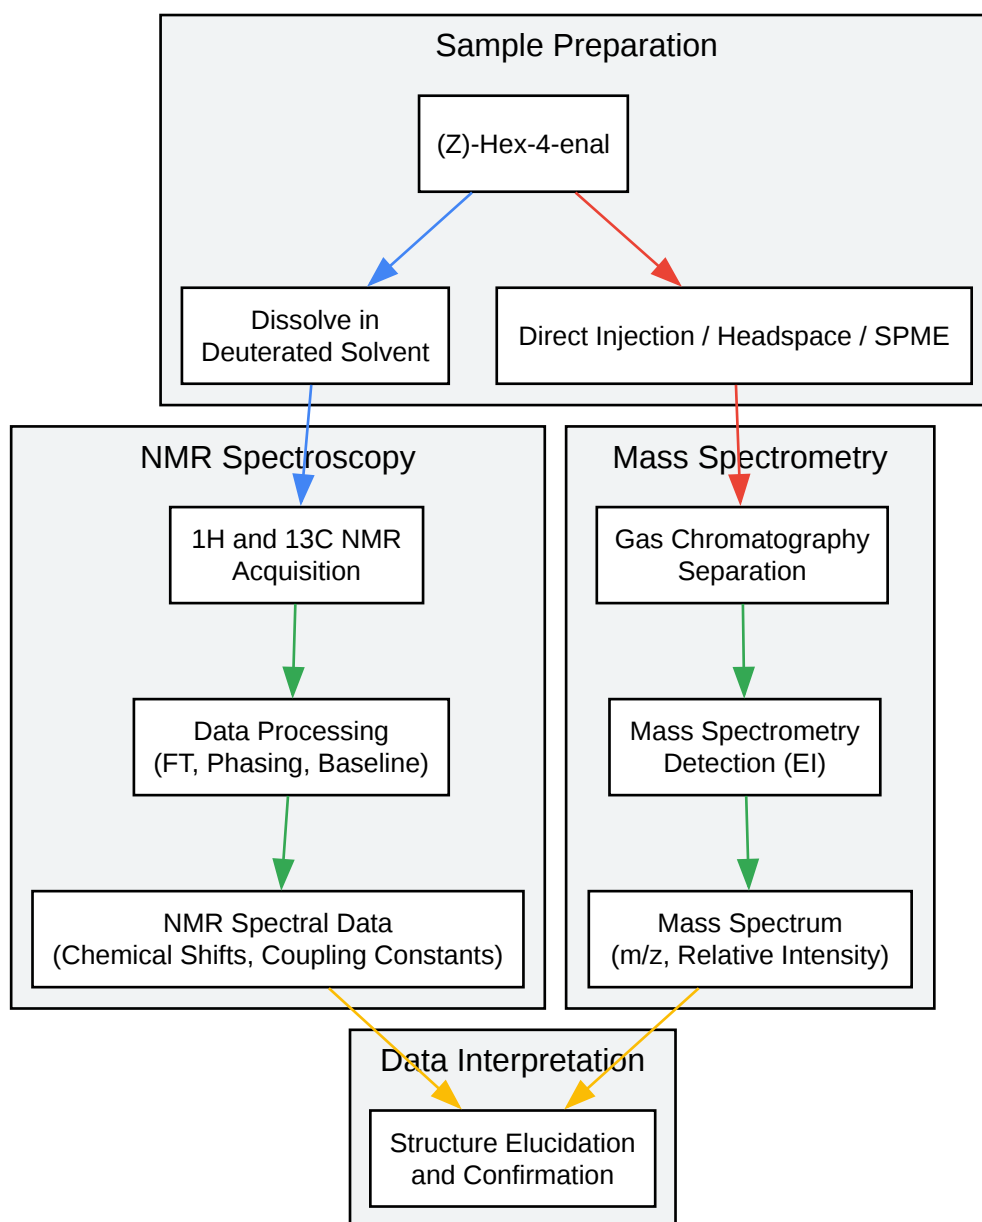 Sample Preparation
(Z)-Hex-4-enal
Dissolve in
Deuterated Solvent
Direct Injection / Headspace / SPME
NMR Spectroscopy
1H and 13C NMR
Acquisition
Data Processing
(FT, Phasing, Baseline)
NMR Spectral Data
(Chemical Shifts, Coupling Constants)
Mass Spectrometry
Gas Chromatography
Separation
Mass Spectrometry
Detection (EI)
Mass Spectrum
(m/z, Relative Intensity)
Data Interpretation
Structure Elucidation
and Confirmation